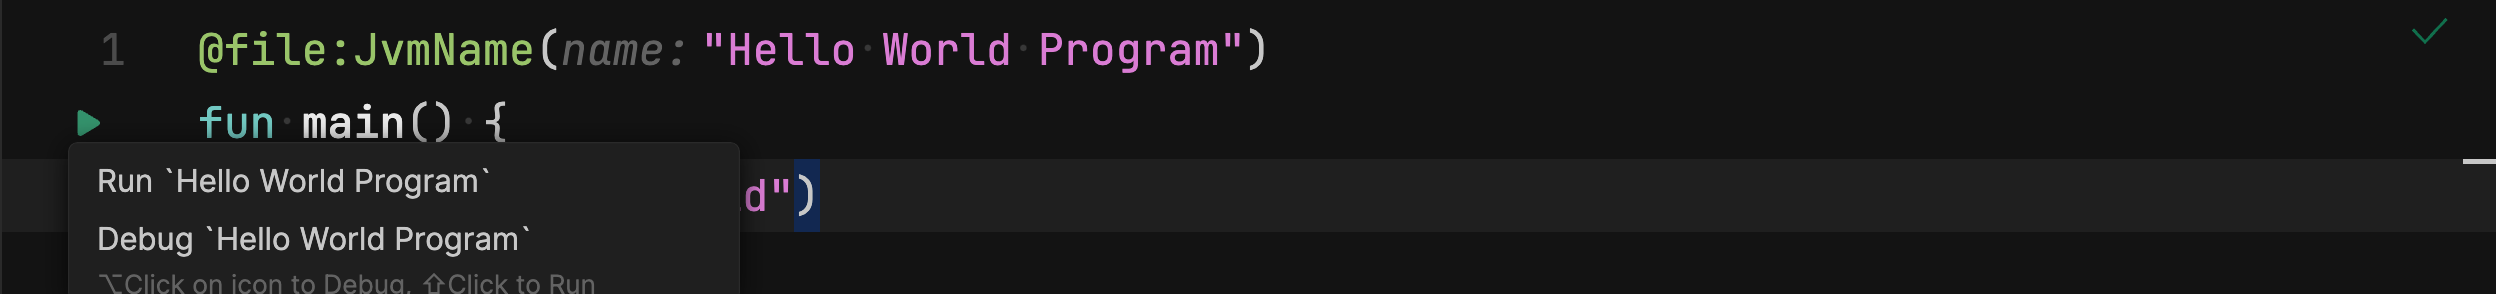 1 @file:JvmName(name: "Hello World Program")
fun main() {
d")
Run `Hello World Program`
Debug `Hello World Program`
⌥Click on icon to Debug, ⇧Click to Run